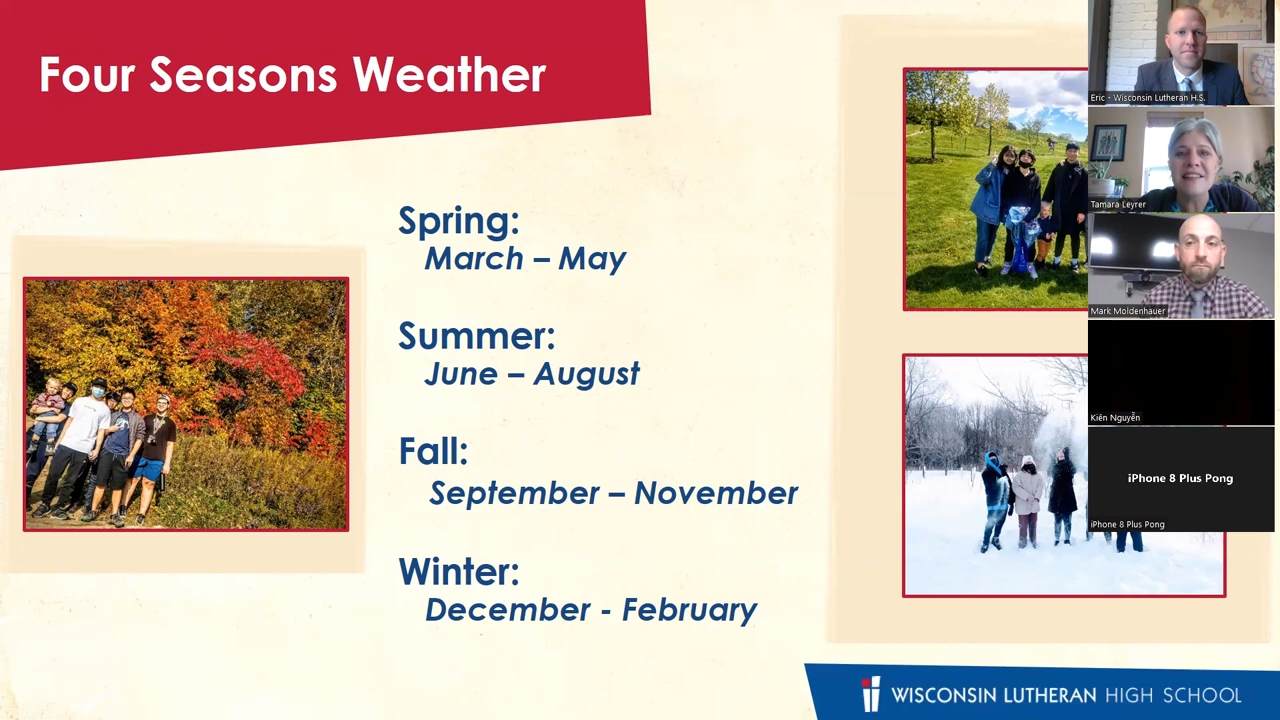 Four Seasons Weather
Spring:
March – May
Summer:
June – August
Fall:
September – November
Winter:
December - February
Eric - Wisconsin Lutheran H.S.
Tamara Leyrer
Mark Moldenhauer
Kiên Nguyễn
iPhone 8 Plus Pong
iPhone 8 Plus Pong
WISCONSIN LUTHERAN HIGH SCHOOL